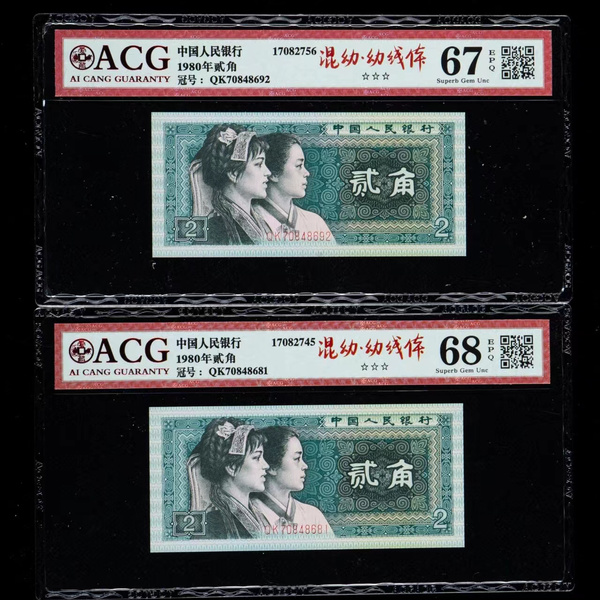 ACG
AI CANG GUARANTY
中国人民银行
1980年贰角
冠号: QK70848692
17082756
混幼·幼线体
☆☆☆
67
EPQ
Superb Gem Unc
中国人民银行
贰角
2
QK70848692
2
ACG
AI CANG GUARANTY
中国人民银行
1980年贰角
冠号: QK70848681
17082745
混幼·幼线体
☆☆☆
68
EPQ
Superb Gem Unc
中国人民银行
贰角
2
QK70848681
2